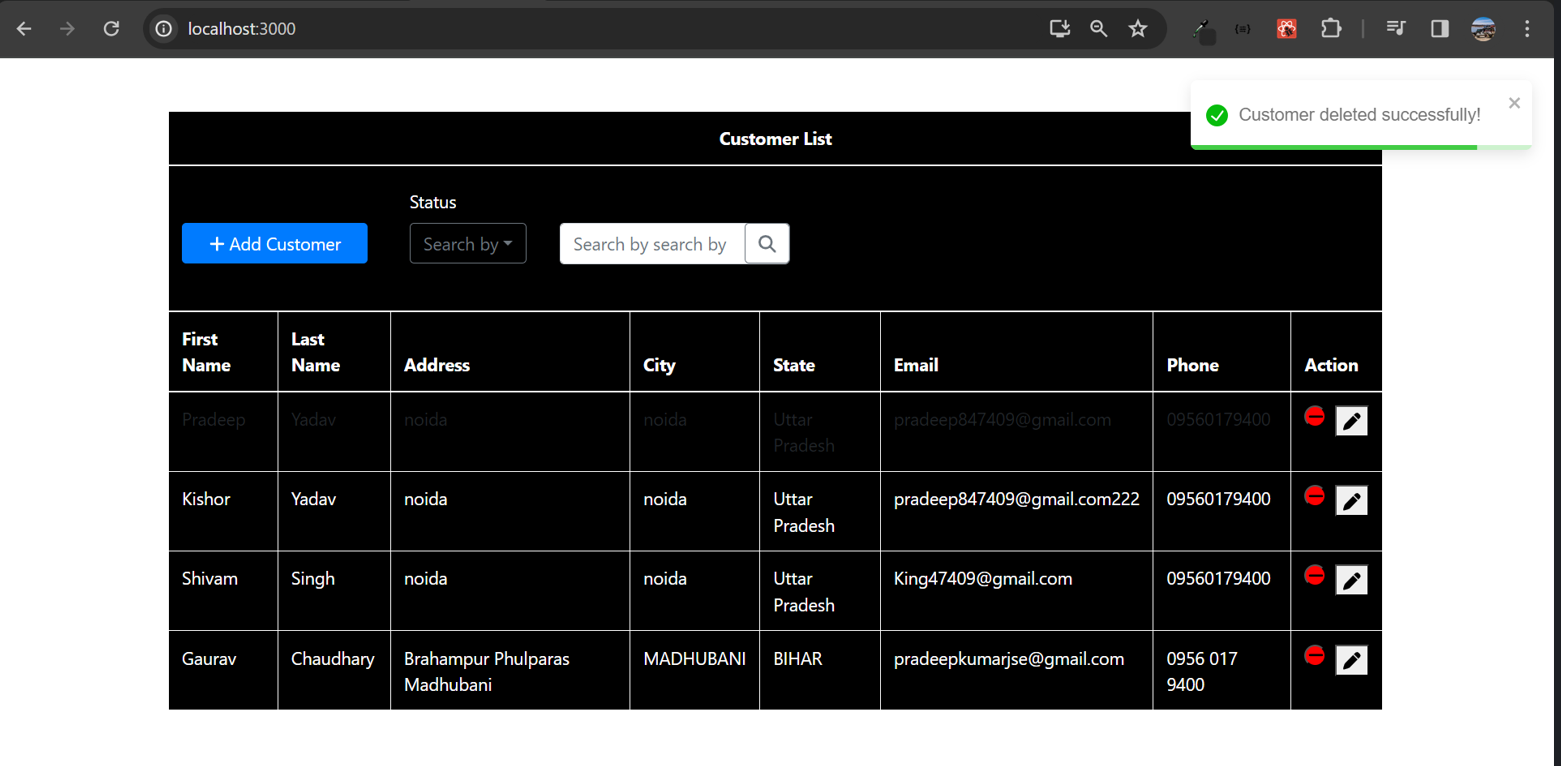 localhost:3000
Customer deleted successfully!
Customer List
Status
Add Customer
Search by
Search by search by
First Name
Last Name
Address
City
State
Email
Phone
Action
Pradeep
Yadav
noida
noida
Uttar
Pradesh
pradeep847409@gmail.com
09560179400
Kishor
Yadav
noida
noida
Uttar
Pradesh
pradeep847409@gmail.com222
09560179400
Shivam
Singh
noida
noida
Uttar
Pradesh
King47409@gmail.com
09560179400
Gaurav
Chaudhary
Brahampur Phulparas
Madhubani
MADHUBANI
BIHAR
pradeepkumarjse@gmail.com
0956 017
9400